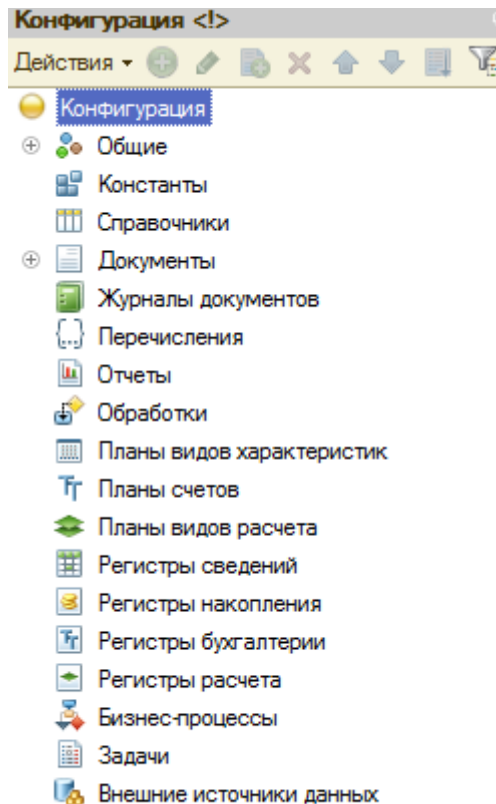 Конфигурация <!>
Действия
Конфигурация
Общие
Константы
Справочники
Документы
Журналы документов
Перечисления
Отчеты
Обработки
Планы видов характеристик
Планы счетов
Планы видов расчета
Регистры сведений
Регистры накопления
Регистры бухгалтерии
Регистры расчета
Бизнес-процессы
Задачи
Внешние источники данных